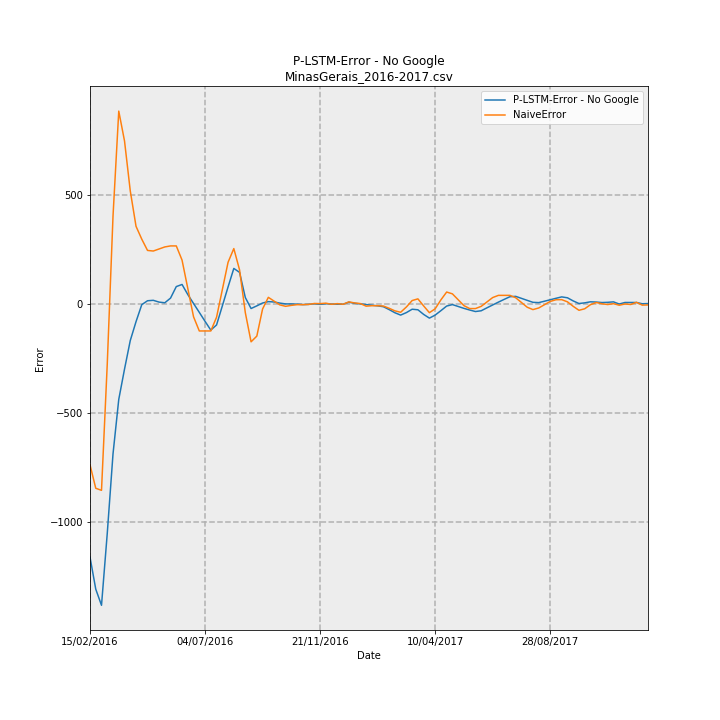 P-LSTM-Error - No Google
MinasGerais_2016-2017.csv
P-LSTM-Error - No Google
NaiveError
500
0
−500
−1000
Error
15/02/2016
04/07/2016
21/11/2016
10/04/2017
28/08/2017
Date